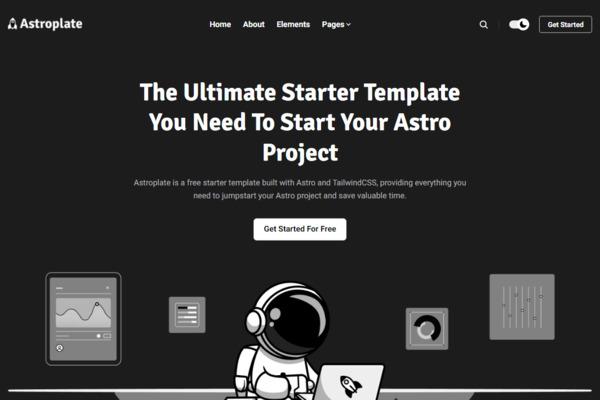 Astroplate
Home About Elements Pages
Get Started
The Ultimate Starter Template
You Need To Start Your Astro
Project
Astroplate is a free starter template built with Astro and TailwindCSS, providing everything you
need to jumpstart your Astro project and save valuable time.
Get Started For Free